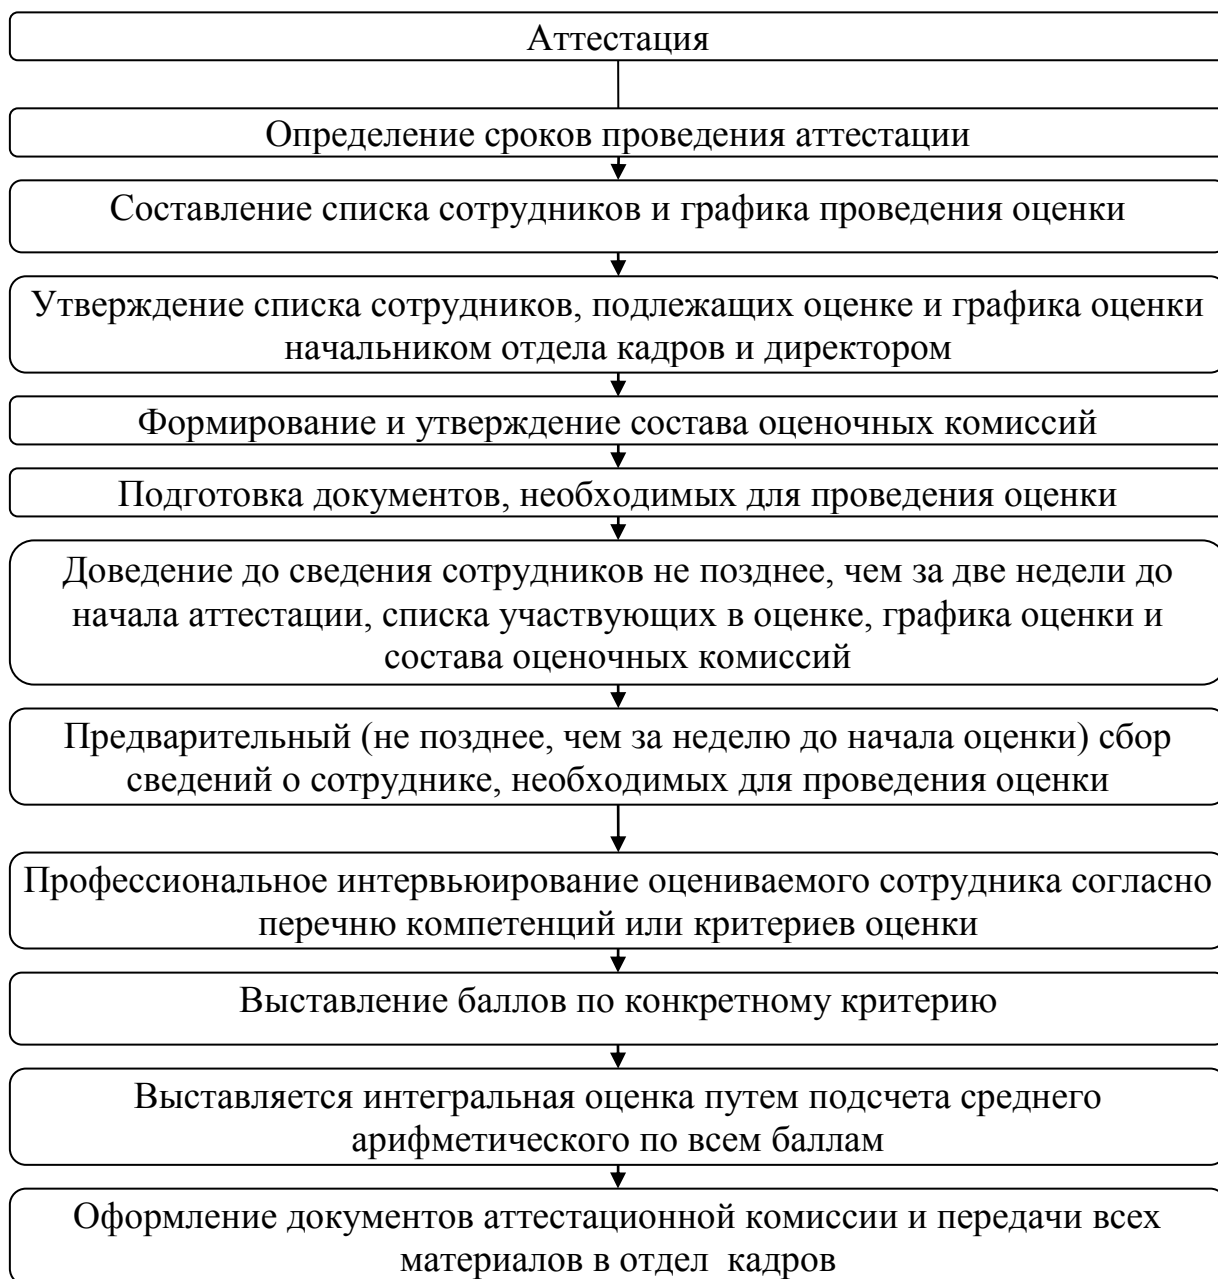 Аттестация
Определение сроков проведения аттестации
Составление списка сотрудников и графика проведения оценки
Утверждение списка сотрудников, подлежащих оценке и графика оценки
начальником отдела кадров и директором
Формирование и утверждение состава оценочных комиссий
Подготовка документов, необходимых для проведения оценки
Доведение до сведения сотрудников не позднее, чем за две недели до
начала аттестации, списка участвующих в оценке, графика оценки и
состава оценочных комиссий
Предварительный (не позднее, чем за неделю до начала оценки) сбор
сведений о сотруднике, необходимых для проведения оценки
Профессиональное интервьюирование оцениваемого сотрудника согласно
перечню компетенций или критериев оценки
Выставление баллов по конкретному критерию
Выставляется интегральная оценка путем подсчета среднего
арифметического по всем баллам
Оформление документов аттестационной комиссии и передачи всех
материалов в отдел  кадров